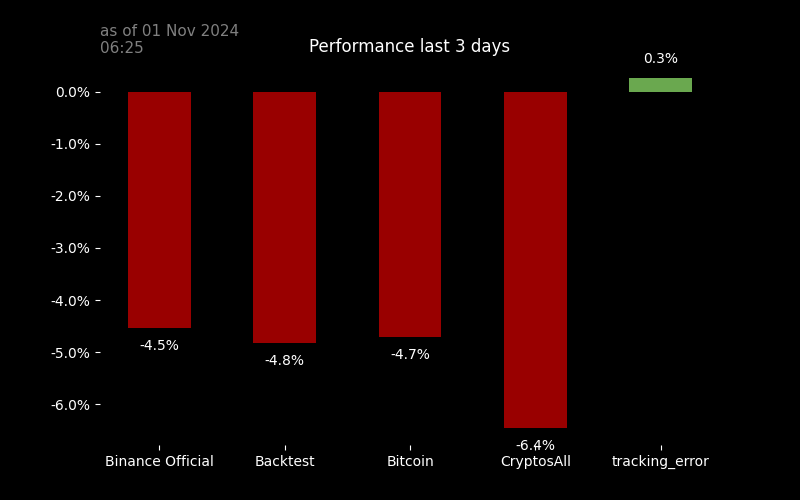 as of 01 Nov 2024
06:25
Performance last 3 days
0.3%
0.0%
-1.0%
-2.0%
-3.0%
-4.0%
-5.0%
-6.0%
-4.5%
-4.8%
-4.7%
-6.4%
Binance Official
Backtest
Bitcoin
CryptosAll
tracking_error